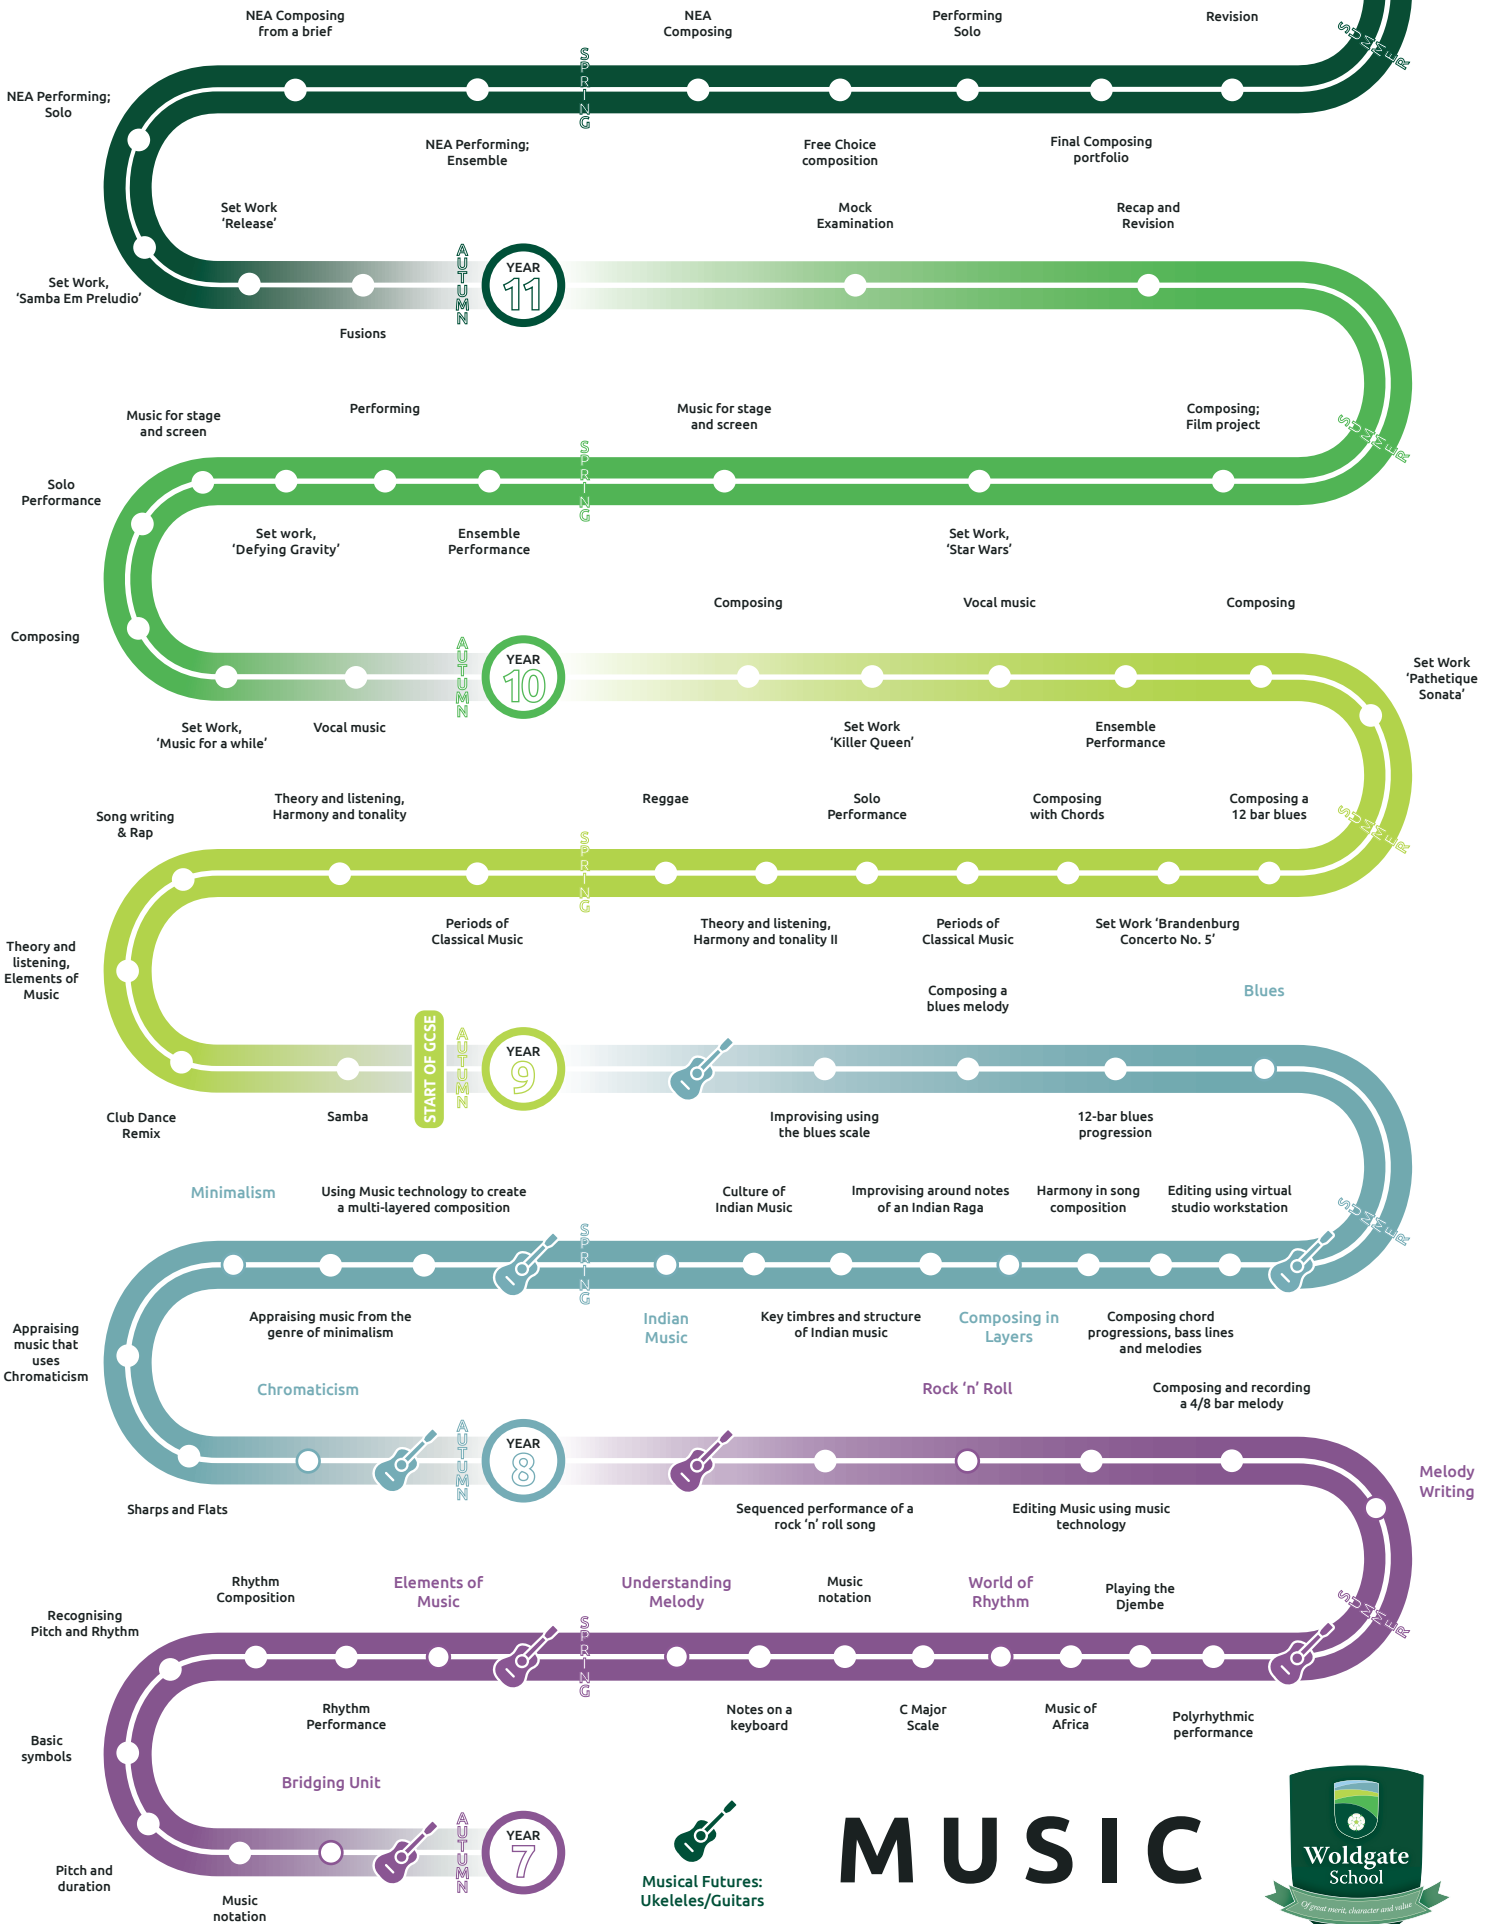 NEA Composing
from a brief
NEA
Composing
Performing
Solo
Revision
SUMMER
SPRING
NEA Performing;
Solo
NEA Performing;
Ensemble
Free Choice
composition
Final Composing
portfolio
Set Work
‘Release’
Mock
Examination
Recap and
Revision
AUTUMN
YEAR
11
Set Work,
‘Samba Em Preludio’
Fusions
Music for stage
and screen
Performing
Music for stage
and screen
Composing;
Film project
SUMMER
SPRING
Solo
Performance
Set work,
‘Defying Gravity’
Ensemble
Performance
Set Work,
‘Star Wars’
Composing
Vocal music
Composing
Composing
AUTUMN
YEAR
10
Set Work
‘Pathetique
Sonata’
Set Work,
‘Music for a while’
Vocal music
Set Work
‘Killer Queen’
Ensemble
Performance
Song writing
& Rap
Theory and listening,
Harmony and tonality
Reggae
Solo
Performance
Composing
with Chords
Composing a
12 bar blues
SUMMER
SPRING
Periods of
Classical Music
Theory and listening,
Harmony and tonality II
Periods of
Classical Music
Set Work ‘Brandenburg
Concerto No. 5’
Theory and
listening,
Elements of
Music
Composing a
blues melody
Blues
START OF GCSE
AUTUMN
YEAR
9
Club Dance
Remix
Samba
Improvising using
the blues scale
12-bar blues
progression
Minimalism
Using Music technology to create
a multi-layered composition
Culture of
Indian Music
Improvising around notes
of an Indian Raga
Harmony in song
composition
Editing using virtual
studio workstation
SUMMER
SPRING
Appraising
music that
uses
Chromaticism
Appraising music from the
genre of minimalism
Indian
Music
Key timbres and structure
of Indian music
Composing in
Layers
Composing chord
progressions, bass lines
and melodies
Chromaticism
Rock ‘n’ Roll
Composing and recording
a 4/8 bar melody
AUTUMN
YEAR
8
Melody
Writing
Sharps and Flats
Sequenced performance of a
rock ‘n’ roll song
Editing Music using music
technology
Rhythm
Composition
Elements of
Music
Understanding
Melody
Music
notation
World of
Rhythm
Playing the
Djembe
SUMMER
Recognising
Pitch and Rhythm
SPRING
Rhythm
Performance
Notes on a
keyboard
C Major
Scale
Music of
Africa
Polyrhythmic
performance
Basic
symbols
Bridging Unit
AUTUMN
YEAR
7
Pitch and
duration
Music
notation
Musical Futures:
Ukeleles/Guitars
MUSIC
Woldgate
School
Of great merit, character and value